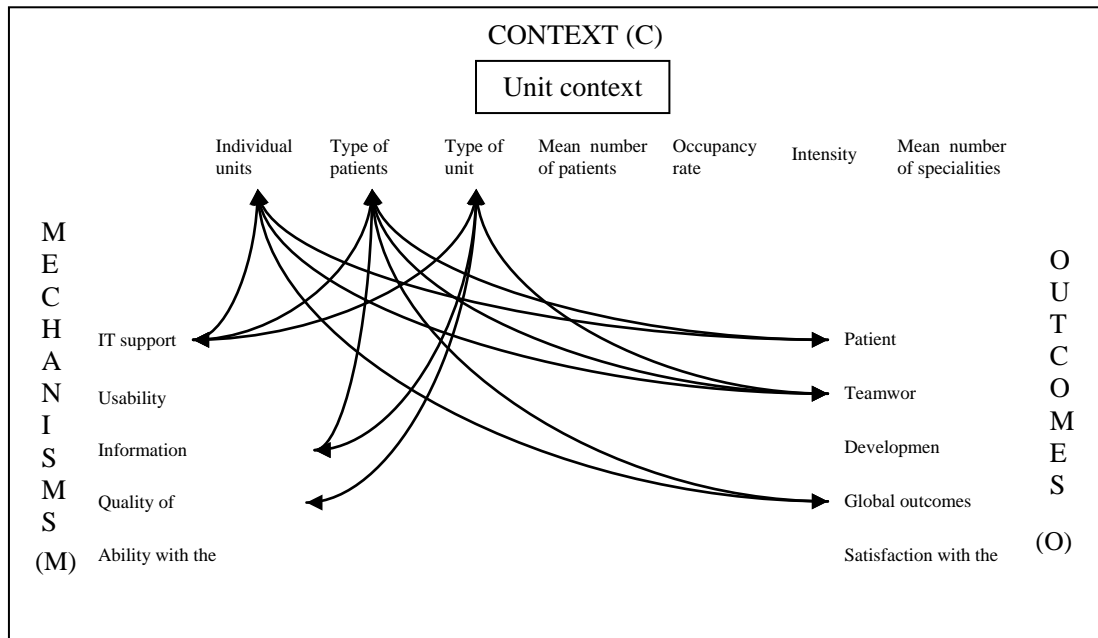 CONTEXT (C)
Unit context
Individual units
Type of patients
Type of unit
Mean number of patients
Occupancy rate
Intensity
Mean number of specialities
MECHANISMS
(M)
IT support
Usability
Information
Quality of
Ability with the
Patient
Teamwor
Developmen
Global outcomes
Satisfaction with the
OUTCOMES
(O)